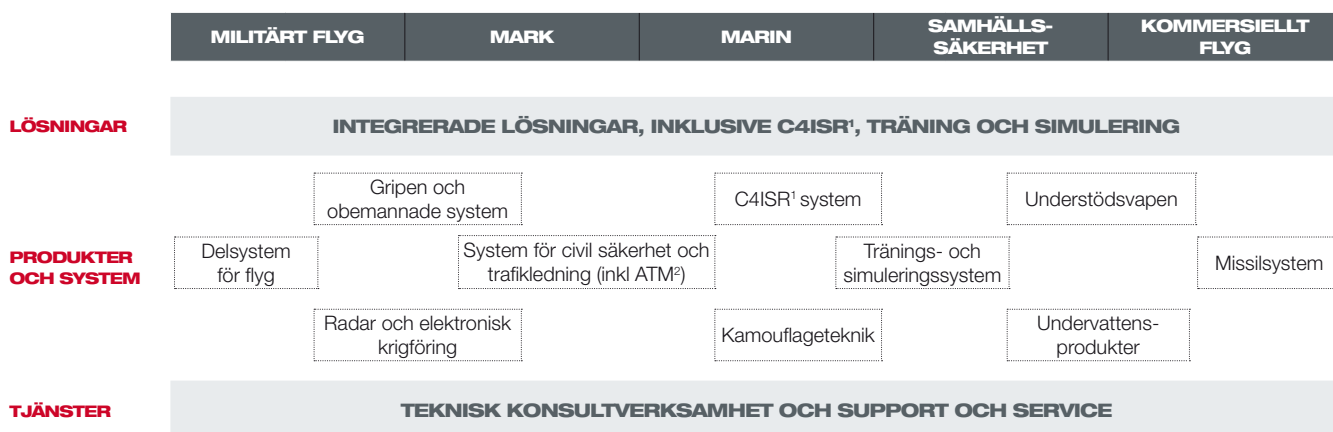 MILITÄRT FLYG
MARK
MARIN
SAMHÄLLS-
SÄKERHET
KOMMERSIELLT
FLYG
LÖSNINGAR
INTEGRERADE LÖSNINGAR, INKLUSIVE C4ISR¹, TRÄNING OCH SIMULERING
Gripen och
obemannade system
C4ISR¹ system
Understödsvapen
PRODUKTER
OCH SYSTEM
Delsystem
för flyg
System för civil säkerhet och
trafikledning (inkl ATM²)
Tränings- och
simuleringssystem
Missilsystem
Radar och elektronisk
krigföring
Kamouflageteknik
Undervattens-
produkter
TJÄNSTER
TEKNISK KONSULTVERKSAMHET OCH SUPPORT OCH SERVICE